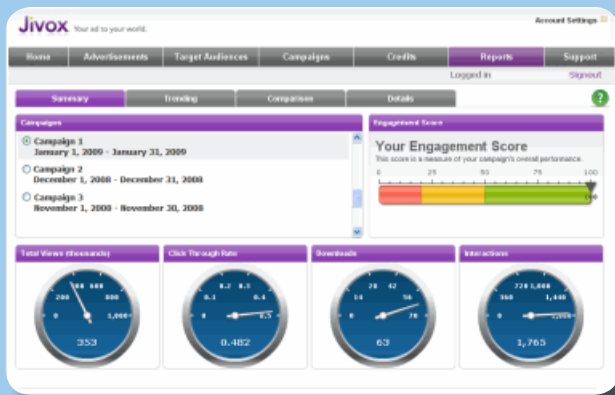 Jivox Your ad to your world.
Account Settings
Home Advertisements Target Audiences Campaigns Credits Reports Support
Logged in Signout
Summary Trending Comparison Details ?
Campaigns
Campaign 1
January 1, 2009 - January 31, 2009
Campaign 2
December 1, 2008 - December 31, 2008
Campaign 3
November 1, 2008 - November 30, 2008
Engagement Score
Your Engagement Score
This score is a measure of your campaign's overall performance.
0 25 50 75 100
100
Total Views (thousands) Click Through Rate Downloads Interactions
400 600 0.2 0.3 28 42 720 1,080
200 800 0.1 0.4 14 56 360 1,440
0 1,000 0 0.5 0 70 0
353 0.482 63 1,765